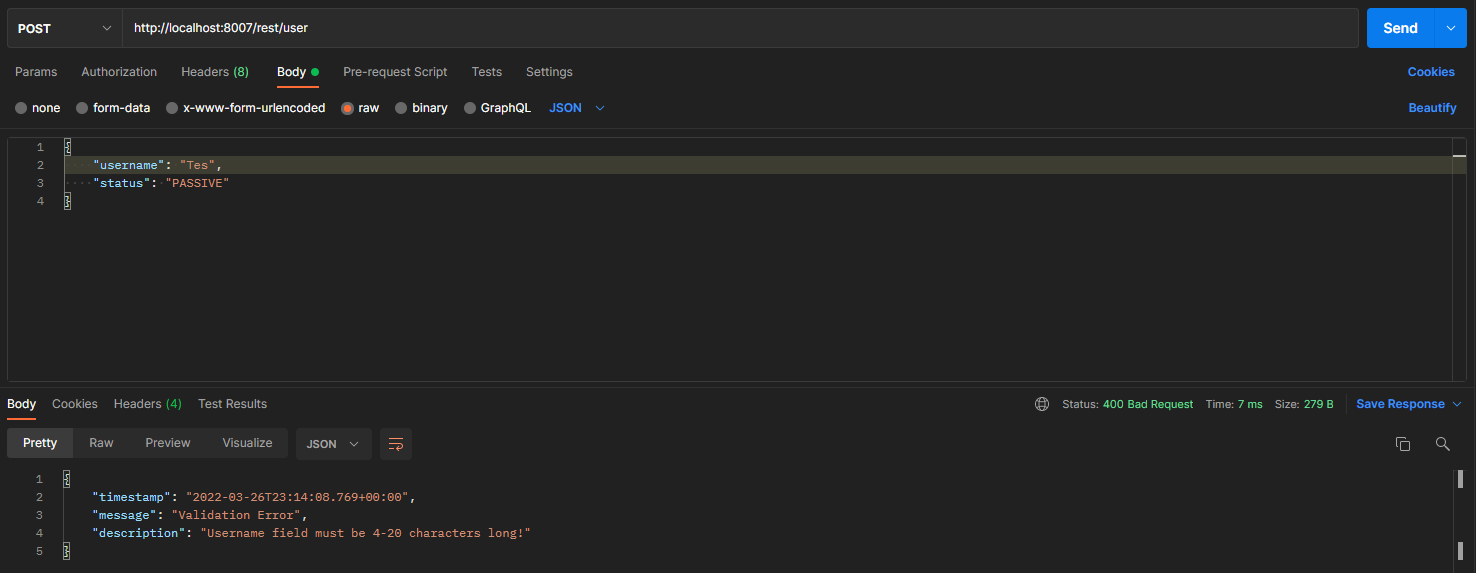 POST http://localhost:8007/rest/user Send
Params Authorization Headers (8) Body Pre-request Script Tests Settings Cookies
none form-data x-www-form-urlencoded raw binary GraphQL JSON Beautify
1 {
2 "username": "Tes",
3 "status": "PASSIVE"
4 }
Body Cookies Headers (4) Test Results Status: 400 Bad Request Time: 7 ms Size: 279 B Save Response
Pretty Raw Preview Visualize JSON
1 {
2 "timestamp": "2022-03-26T23:14:08.769+00:00",
3 "message": "Validation Error",
4 "description": "Username field must be 4-20 characters long!"
5 }